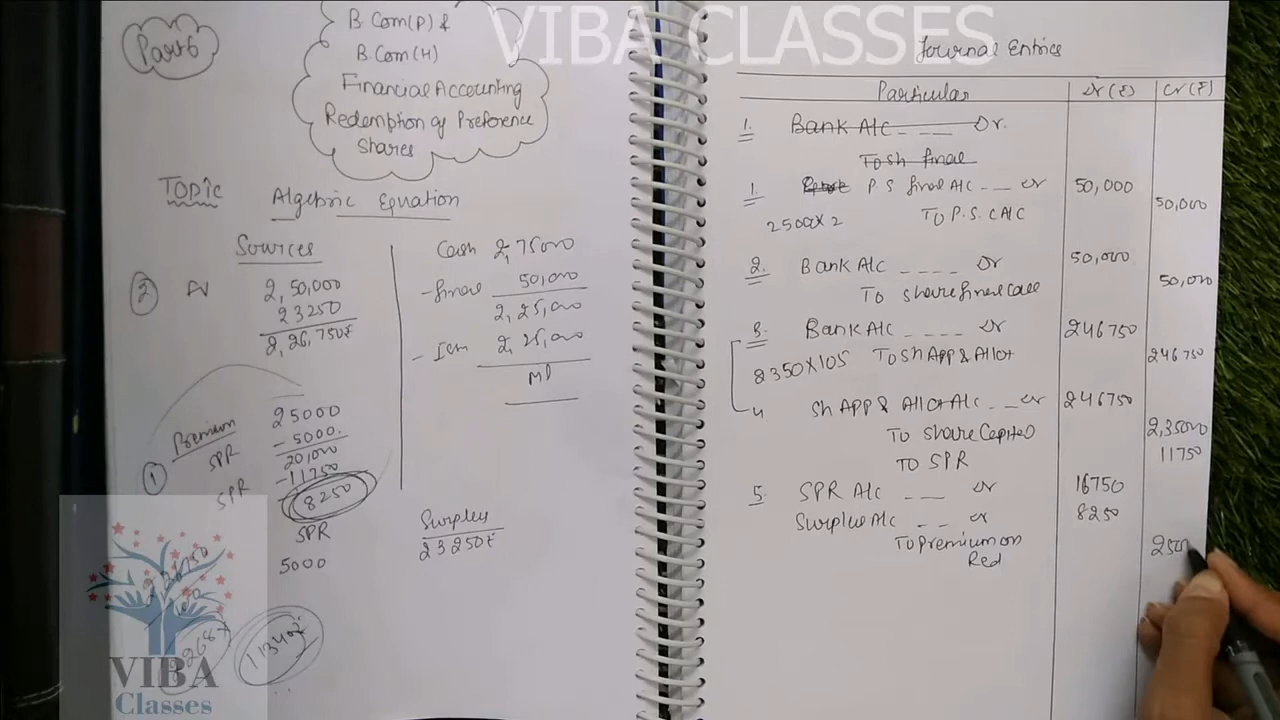 VIBA CLASSES
Part 6
B Com(P) &
B Com(H)
Financial Accounting
Redemption of Preference
Shares
TOPIC Algebric Equation
Sources
2 FV 2,50,000
23250
2,26,750₹
Premium 25000
SPR - 5000
20,000
1 SPR -11750
8250
SPR
5000
Cash 2,75000
-final 50,000
2,25,000
2,25,000
Surplus
23250₹
VIBA
Classes
Journal Entries
Particular Dr (₹) Cr (₹)
1. Bank A/c _ _ _ Dr.
To sh final
1. P S final A/c _ _ Dr 50,000
2500x2 To P.S.C A/C 50,000
2. Bank A/c _ _ _ _ Dr 50,000
To share final call 50,000
3. Bank A/c _ _ _ _ Dr 246750
2350x105 To Sh App & Allot 246750
4 Sh App & Allot A/c _ _ Dr 246750
To share Capital 2,35000
To SPR 11750
5. SPR A/c _ _ Dr 16750
Surplus A/c _ _ Dr 8250
To premium on
Red 2500